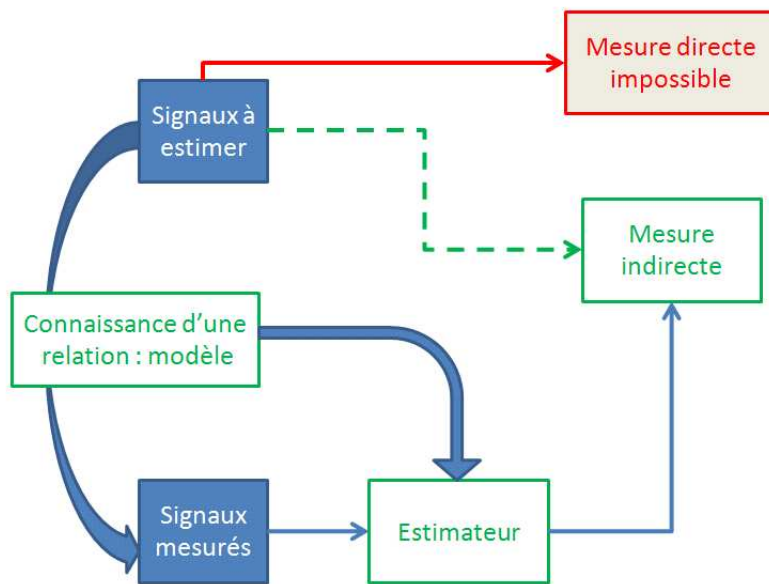 Mesure directe
impossible
Signaux à
estimer
Mesure
indirecte
Connaissance d'une
relation : modèle
Signaux
mesurés
Estimateur